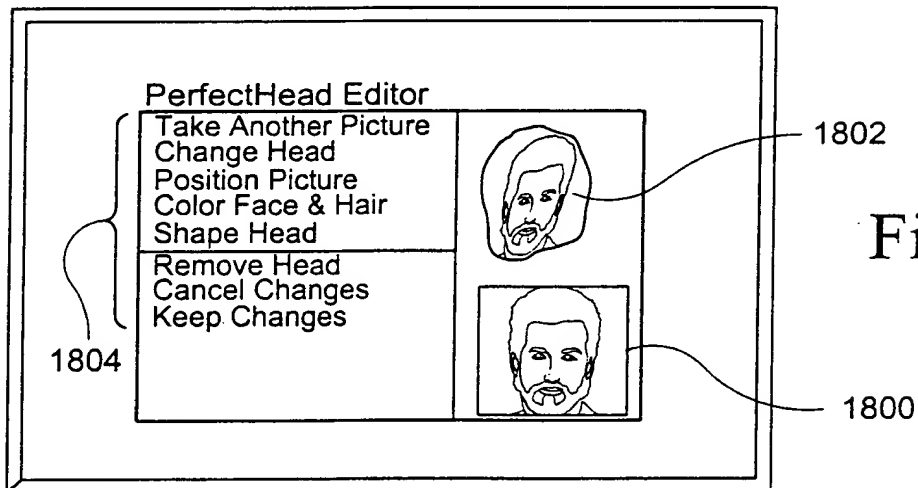 PerfectHead Editor
Take Another Picture
Change Head
Position Picture
Color Face & Hair
Shape Head
Remove Head
Cancel Changes
Keep Changes
1802
1804
1800